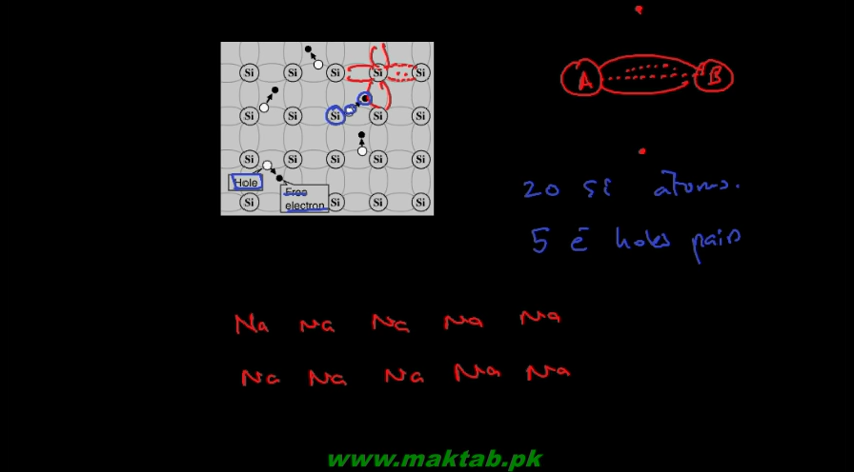 Si Si Si Si Si
A B
Si Si Si Si Si
Si Si Si Si Si
Hole
Free
electron
Si Si Si Si
20 Si atoms.
5 ē holes pairs
Na Na Na Na Na
Na Na Na Na Na
www.maktab.pk